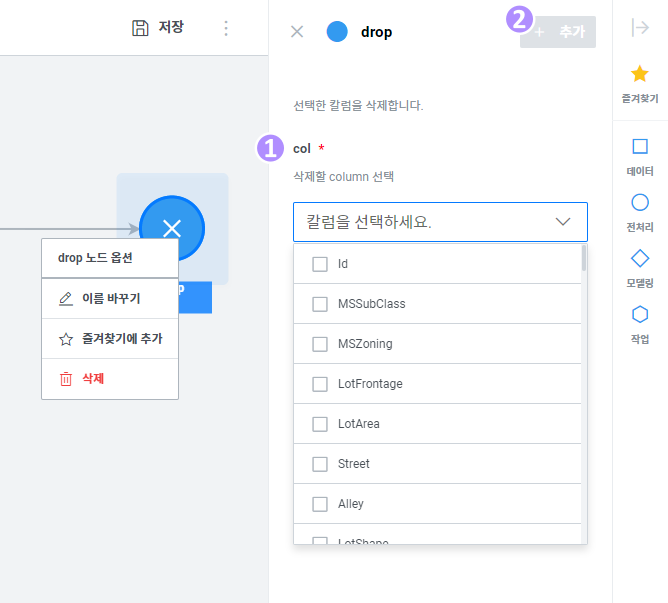 저장
drop
2
+ 추가
즐겨찾기
선택한 칼럼을 삭제합니다.
1
col *
삭제할 column 선택
데이터
칼럼을 선택하세요.
전처리
drop 노드 옵션
Id
이름 바꾸기
MSSubClass
모델링
즐겨찾기에 추가
MSZoning
작업
삭제
LotFrontage
LotArea
Street
Alley
LotShape